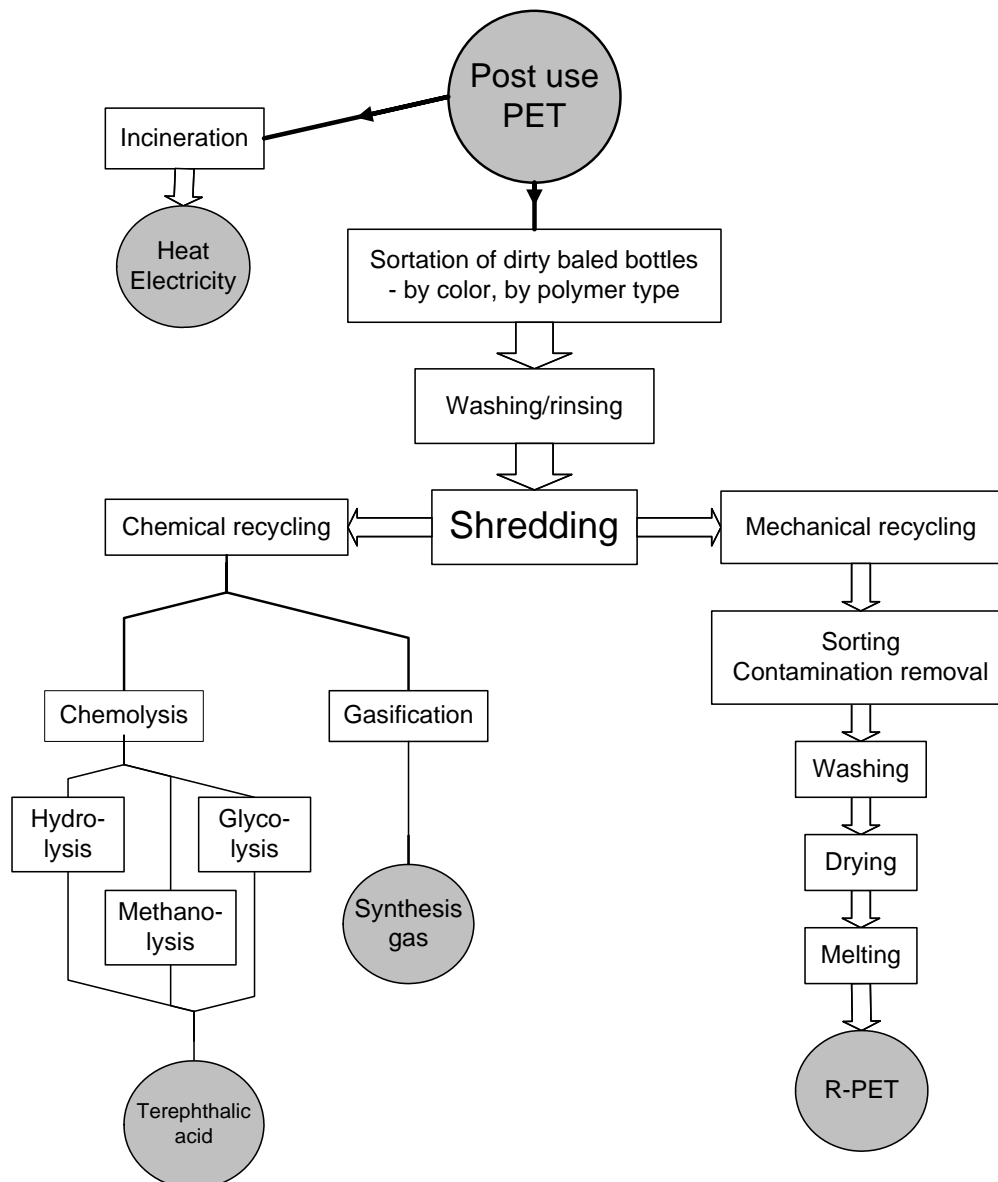 Post use
PET
Incineration
Heat
Electricity
Sortation of dirty baled bottles
- by color, by polymer type
Washing/rinsing
Chemical recycling
Shredding
Mechanical recycling
Sorting
Contamination removal
Chemolysis
Gasification
Washing
Hydro-
lysis
Glyco-
lysis
Drying
Methano-
lysis
Synthesis
gas
Melting
Terephthalic
acid
R-PET